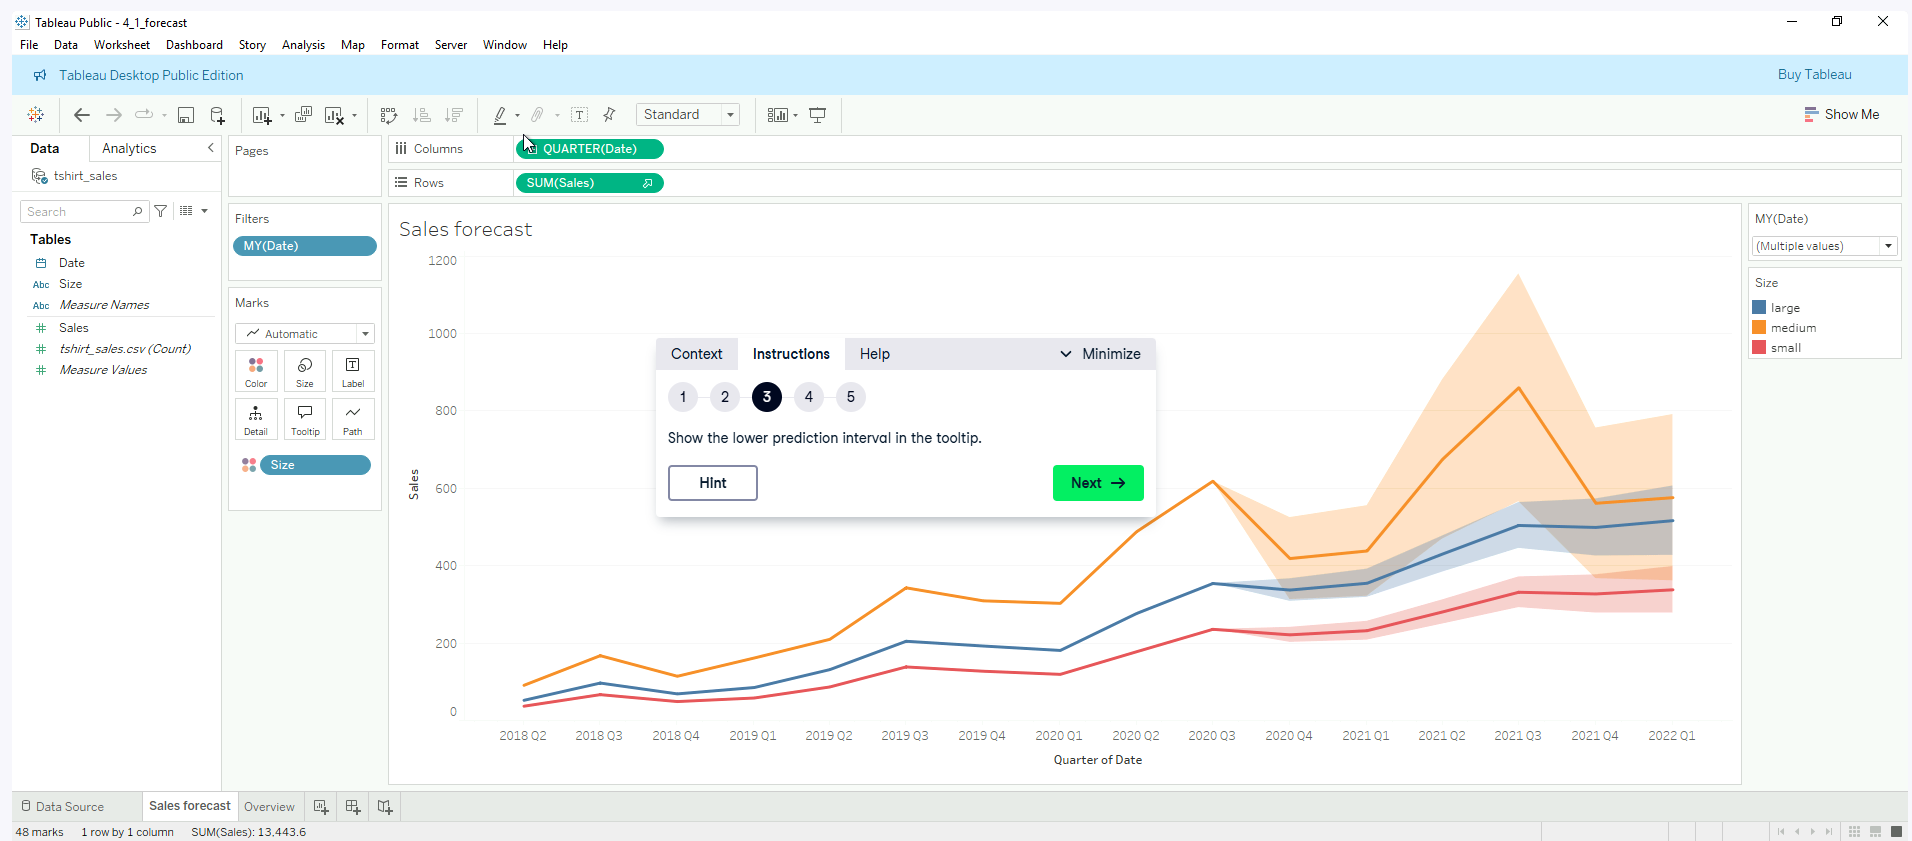 Tableau Public - 4_1_forecast
File Data Worksheet Dashboard Story Analysis Map Format Server Window Help
Tableau Desktop Public Edition
Buy Tableau
Standard
Show Me
Data
Analytics
tshirt_sales
Search
Tables
Date
Abc Size
Abc Measure Names
Sales
tshirt_sales.csv (Count)
Measure Values
Pages
Filters
MY(Date)
Marks
Automatic
Color Size Label
Detail Tooltip Path
Size
Columns
QUARTER(Date)
Rows
SUM(Sales)
Sales forecast
1200
1000
800
600
400
200
0
Sales
2018 Q2 2018 Q3 2018 Q4 2019 Q1 2019 Q2 2019 Q3 2019 Q4 2020 Q1 2020 Q2 2020 Q3 2020 Q4 2021 Q1 2021 Q2 2021 Q3 2021 Q4 2022 Q1
Quarter of Date
Context Instructions Help Minimize
1 2 3 4 5
Show the lower prediction interval in the tooltip.
Hint
Next
MY(Date)
(Multiple values)
Size
large
medium
small
Data Source Sales forecast Overview
48 marks 1 row by 1 column SUM(Sales): 13,443.6